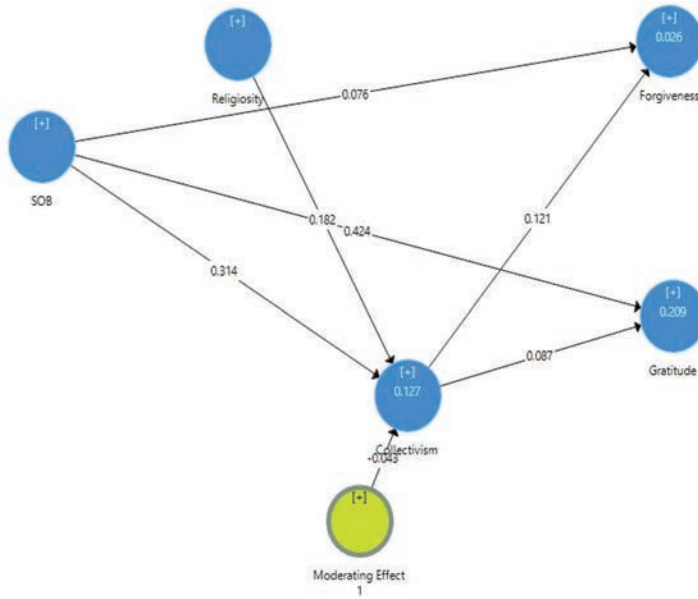 [+]
Religiosity
[+]
0.026
Forgiveness
[+]
SOB
0.076
0.182
0.424
0.121
0.314
[+]
0.209
Gratitude
0.087
[+]
0.127
Collectivism
-0.043
[+]
Moderating Effect
1